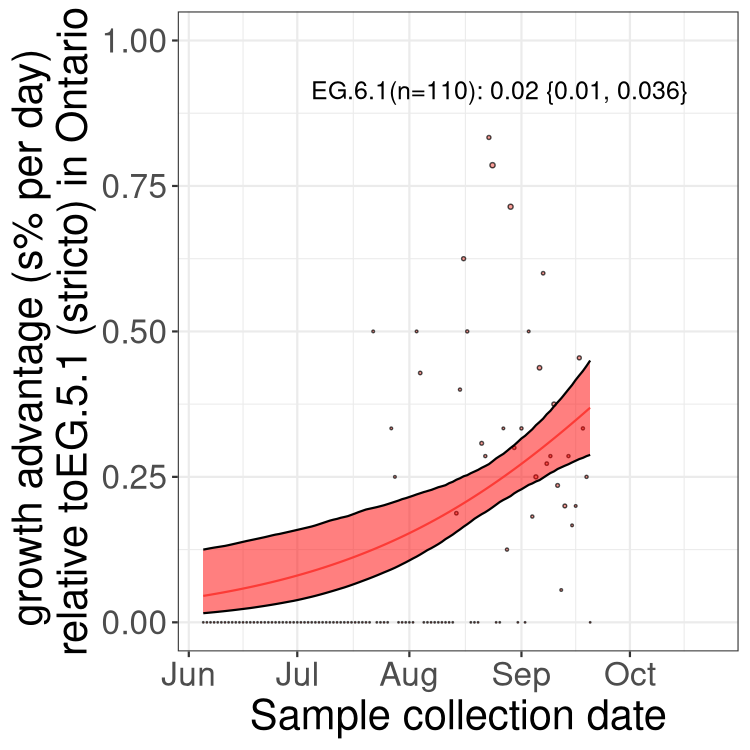 growth advantage (s% per day)
relative toEG.5.1 (stricto) in Ontario
1.00
0.75
0.50
0.25
0.00
EG.6.1(n=110): 0.02 {0.01, 0.036}
Jun Jul Aug Sep Oct
Sample collection date